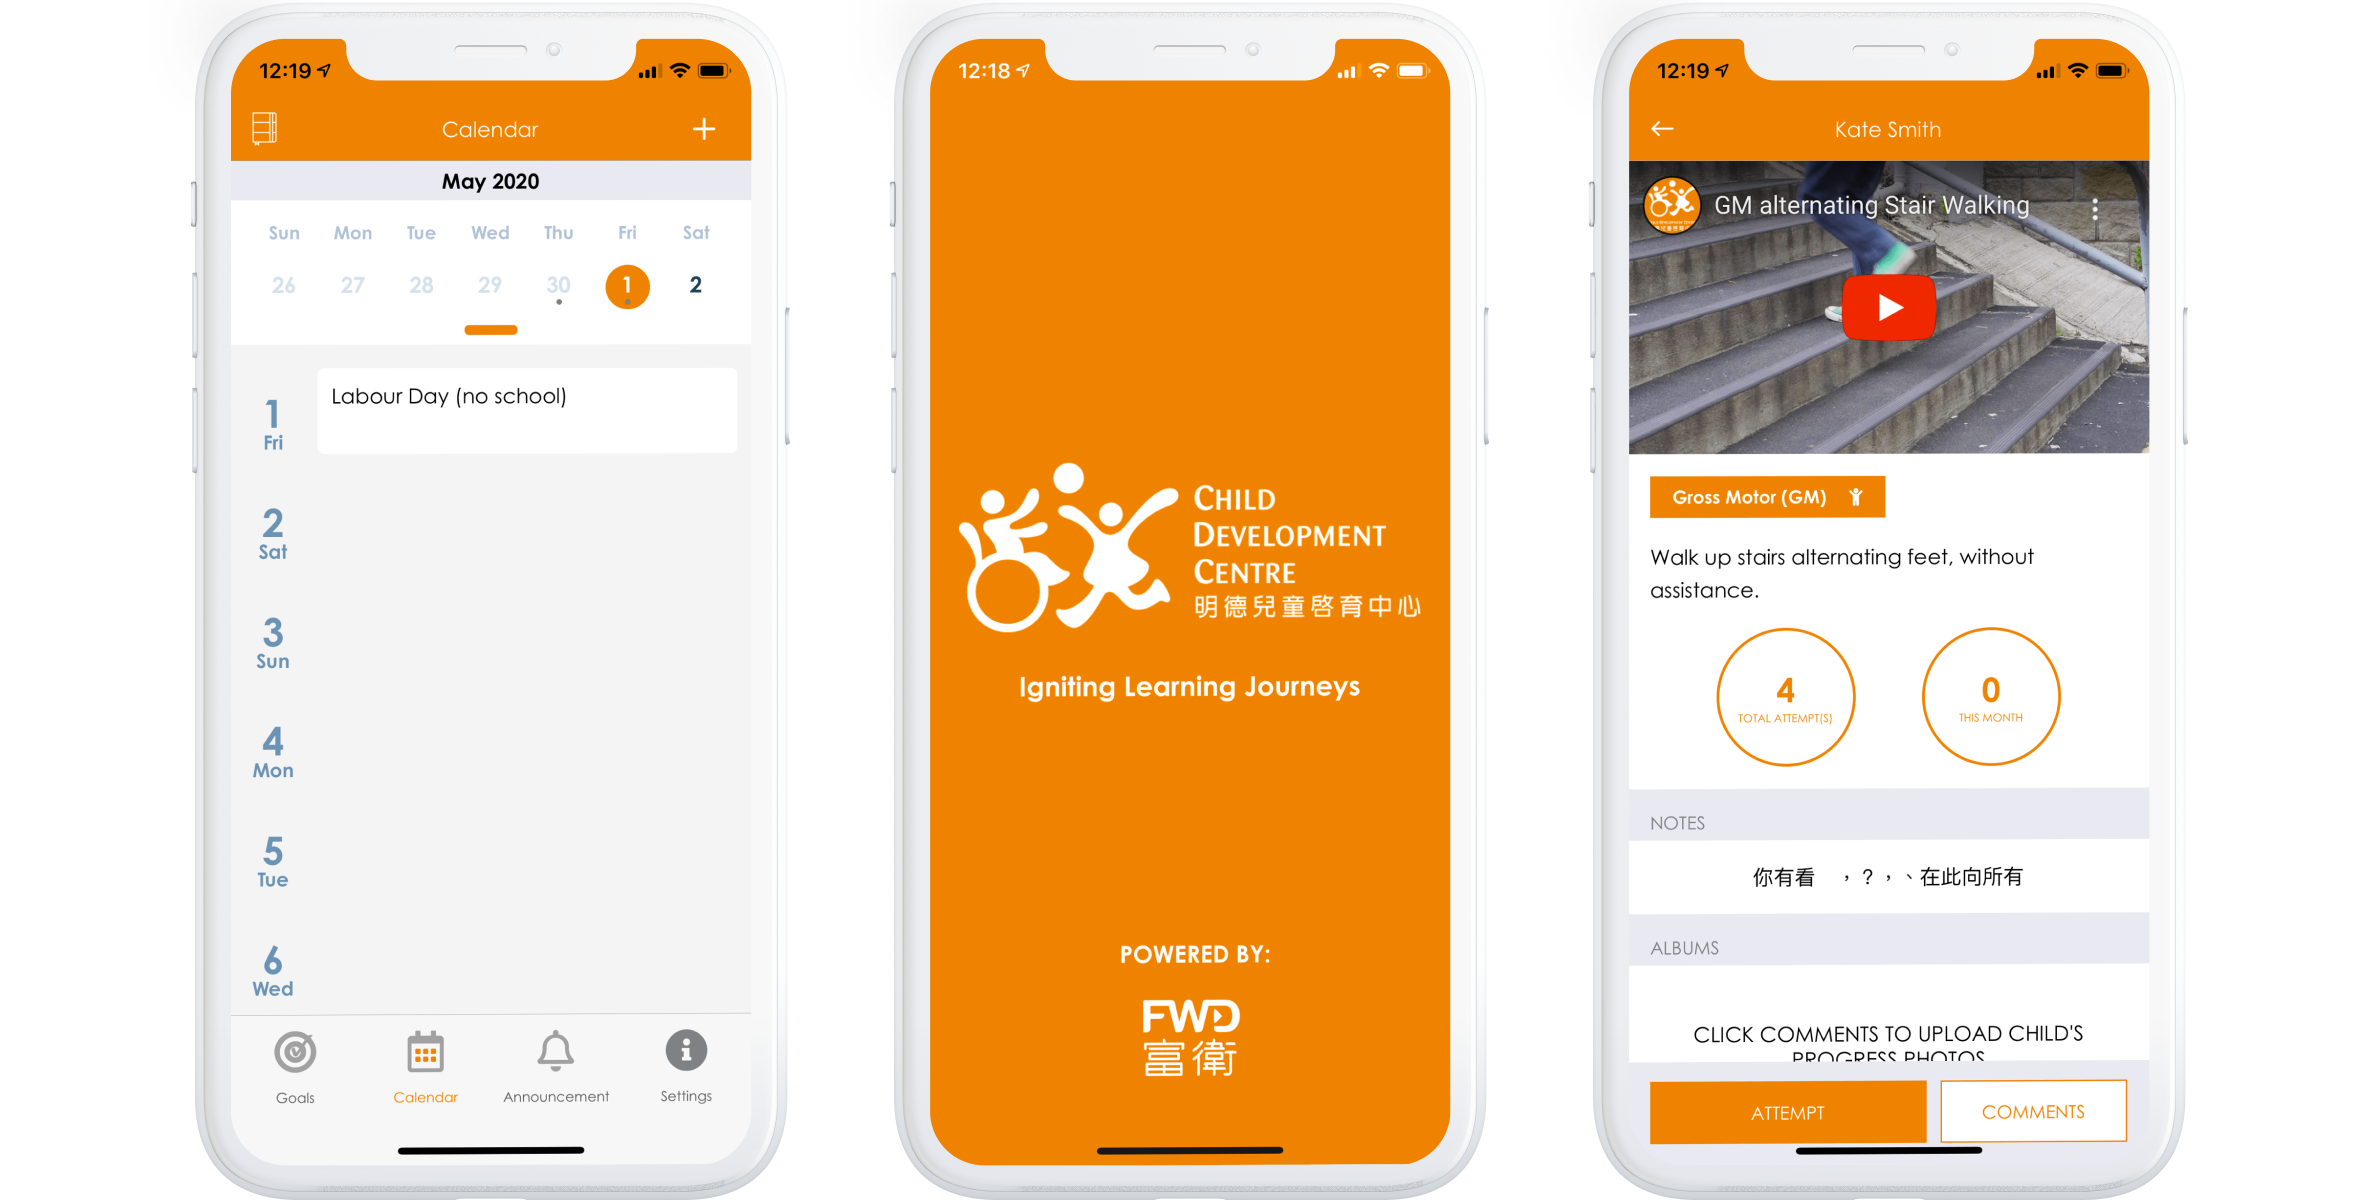 12:19
Calendar
May 2020
Sun Mon Tue Wed Thu Fri Sat
26 27 28 29 30 1 2
1
Fri
Labour Day (no school)
2
Sat
3
Sun
4
Mon
5
Tue
6
Wed
Goals Calendar Announcement Settings
12:18
CHILD
DEVELOPMENT
CENTRE
明德兒童啓育中心
Igniting Learning Journeys
POWERED BY:
FWD
富衛
12:19
Kate Smith
GM alternating Stair Walking
Gross Motor (GM)
Walk up stairs alternating feet, without
assistance.
4
TOTAL ATTEMPT(S)
0
THIS MONTH
NOTES
你有看 ，？，、在此向所有
ALBUMS
CLICK COMMENTS TO UPLOAD CHILD'S
PROGRESS PHOTOS
ATTEMPT COMMENTS